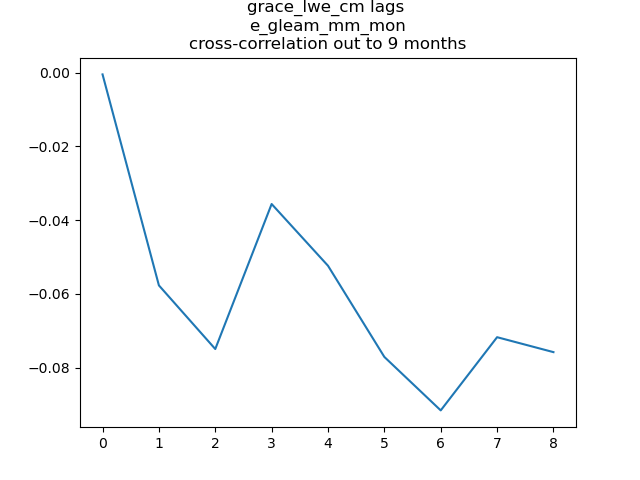 grace_lwe_cm lags
e_gleam_mm_mon
cross-correlation out to 9 months
0.00
−0.02
−0.04
−0.06
−0.08
0 1 2 3 4 5 6 7 8